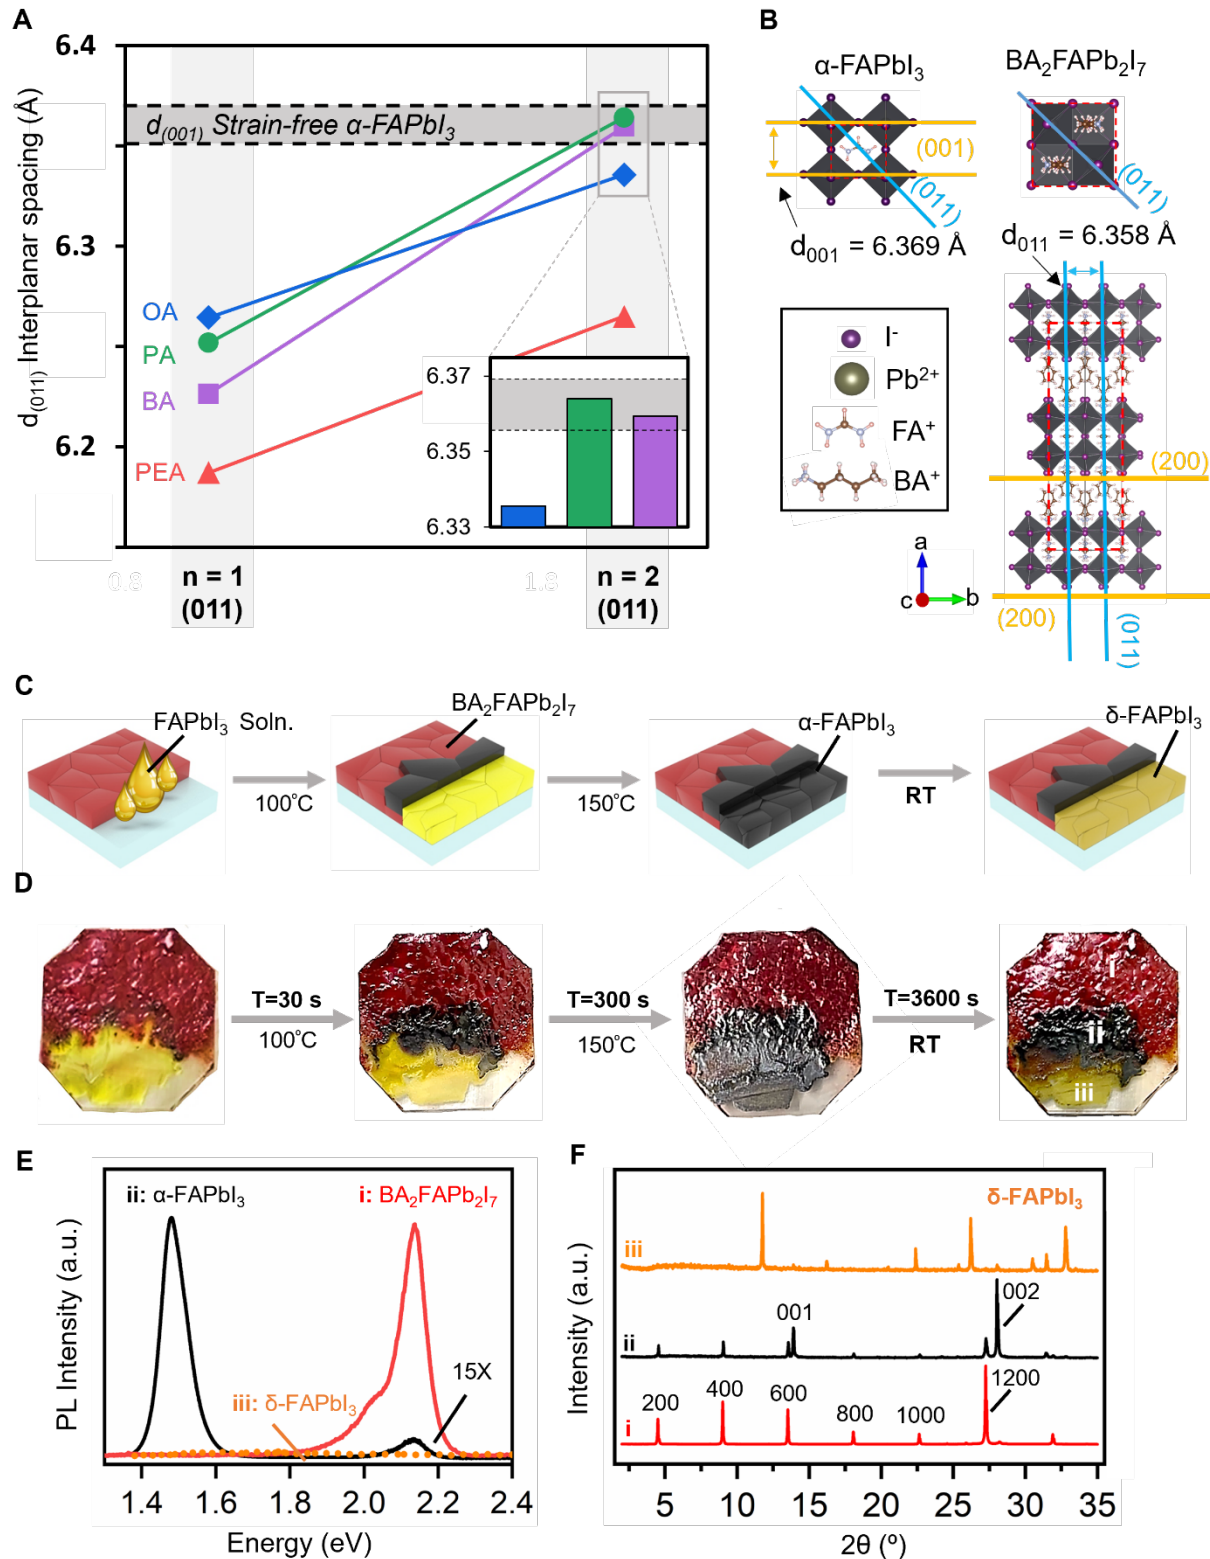 A
6.4
6.3
6.2
d(011) Interplanar spacing (Å)
d(001) Strain-free α-FAPbI3
OA
PA
BA
PEA
6.37
6.35
6.33
0.8
1.8
n = 1
(011)
n = 2
(011)
B
α-FAPbI3
BA2FAPb2I7
(001)
(011)
(011)
d001 = 6.369 Å
d011 = 6.358 Å
I-
Pb2+
FA+
BA+
a
c
b
(200)
(200)
(011)
C
FAPbI3 Soln.
BA2FAPb2I7
α-FAPbI3
δ-FAPbI3
100°C
150°C
RT
D
T=30 s
100°C
T=300 s
150°C
T=3600 s
RT
i
ii
iii
E
ii: α-FAPbI3
i: BA2FAPb2I7
15X
iii: δ-FAPbI3
PL Intensity (a.u.)
1.4 1.6 1.8 2.0 2.2 2.4
Energy (eV)
F
δ-FAPbI3
iii
002
001
ii
1200
200 400 600 800 1000
i
Intensity (a.u.)
5 10 15 20 25 30 35
2θ (º)